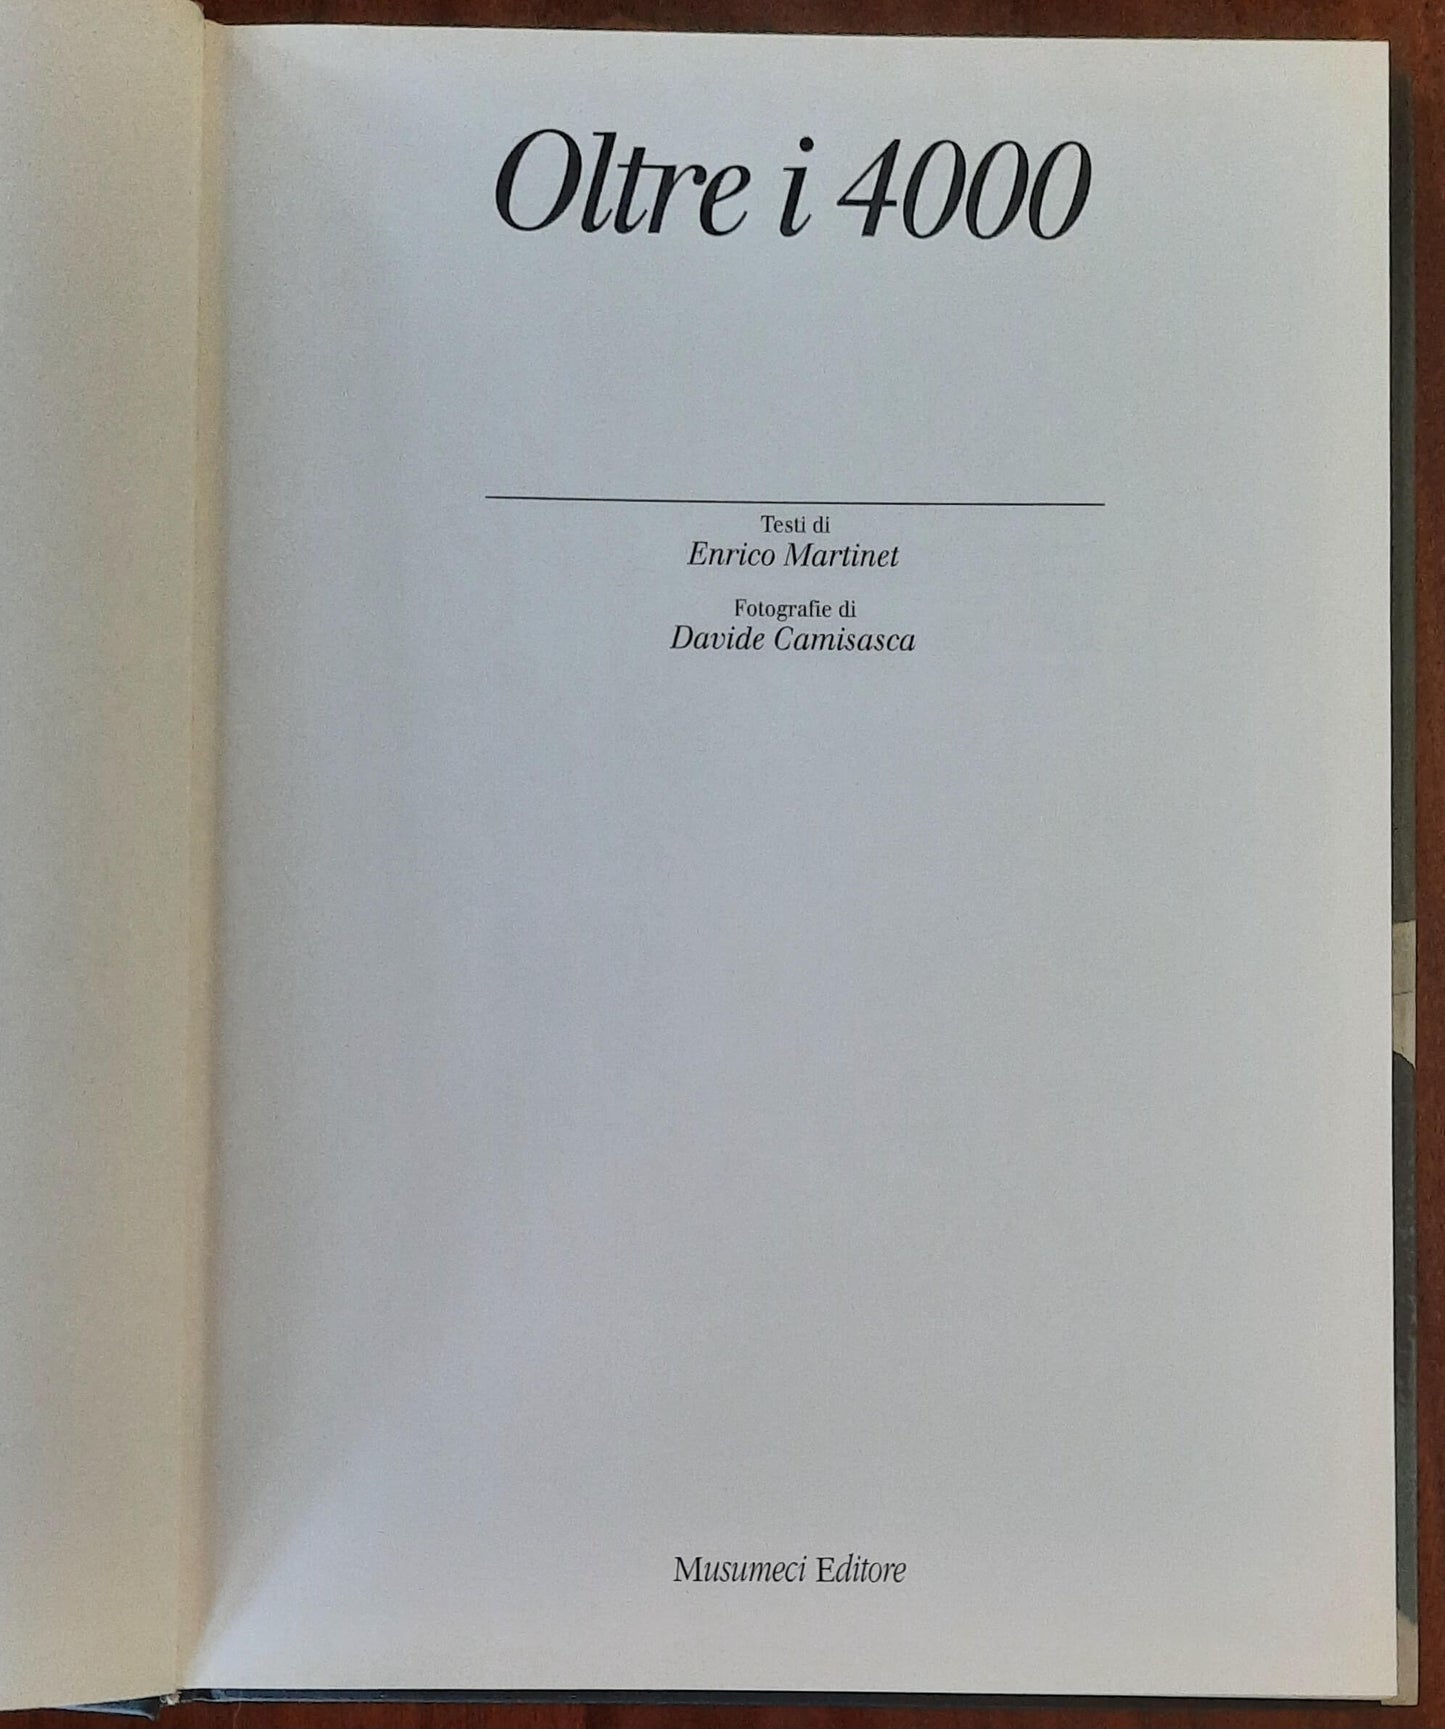 Oltre i 4000
Testi di
Enrico Martinet
Fotografie di
Davide Camisasca
Musumeci Editore